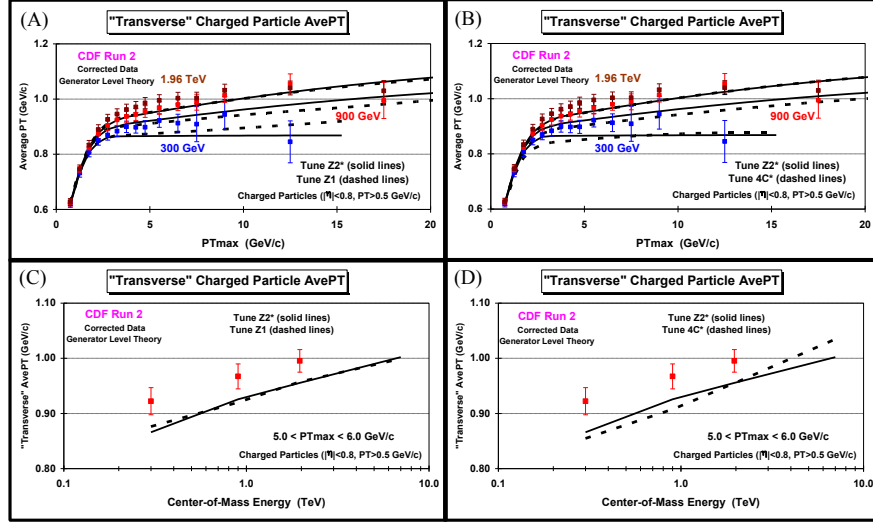 (A)
"Transverse" Charged Particle AvePT
1.2
1.0
0.8
0.6
Average PT (GeV/c)
CDF Run 2
Corrected Data
Generator Level Theory
1.96 TeV
900 GeV
300 GeV
Tune Z2* (solid lines)
Tune Z1 (dashed lines)
Charged Particles (|η|<0.8, PT>0.5 GeV/c)
0 5 10 15 20
PTmax (GeV/c)
(B)
"Transverse" Charged Particle AvePT
1.2
1.0
0.8
0.6
Average PT (GeV/c)
CDF Run 2
Corrected Data
Generator Level Theory
1.96 TeV
900 GeV
300 GeV
Tune Z2* (solid lines)
Tune 4C* (dashed lines)
Charged Particles (|η|<0.8, PT>0.5 GeV/c)
0 5 10 15 20
PTmax (GeV/c)
(C)
"Transverse" Charged Particle AvePT
1.10
1.00
0.90
0.80
"Transverse" AvePT (GeV/c)
CDF Run 2
Corrected Data
Generator Level Theory
Tune Z2* (solid lines)
Tune Z1 (dashed lines)
5.0 < PTmax < 6.0 GeV/c
Charged Particles (|η|<0.8, PT>0.5 GeV/c)
0.1 1.0 10.0
Center-of-Mass Energy (TeV)
(D)
"Transverse" Charged Particle AvePT
1.10
1.00
0.90
0.80
"Transverse" AvePT (GeV/c)
CDF Run 2
Corrected Data
Generator Level Theory
Tune Z2* (solid lines)
Tune 4C* (dashed lines)
5.0 < PTmax < 6.0 GeV/c
Charged Particles (|η|<0.8, PT>0.5 GeV/c)
0.1 1.0 10.0
Center-of-Mass Energy (TeV)